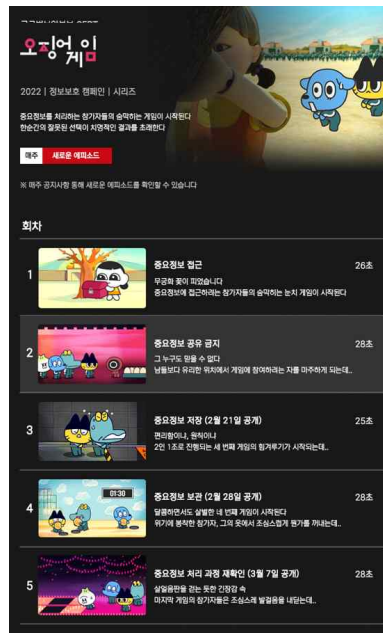 오징어 게임
2022 | 정보보호 캠페인 | 시리즈
중요정보를 처리하는 참가자들의 숨막히는 게임이 시작된다
한순간의 잘못된 선택이 치명적인 결과를 초래한다
매주 새로운 에피소드
※ 매주 공지사항 통해 새로운 에피소드를 확인할 수 있습니다
회차
1
중요정보 접근
26초
무궁화 꽃이 피었습니다
중요정보에 접근하려는 참가자들의 숨막히는 눈치 게임이 시작된다
2
중요정보 공유 금지
28초
그 누구도 믿을 수 없다
남들보다 유리한 위치에서 게임에 참여하려는 자를 마주하게 되는데..
3
중요정보 저장 (2월 21일 공개)
25초
편리함이냐, 원칙이냐
2인 1조로 진행되는 세 번째 게임의 힘겨루기가 시작되는데..
4
01:30
중요정보 보관 (2월 28일 공개)
28초
달콤하면서도 살벌한 네 번째 게임이 시작된다
위기에 봉착한 참가자, 그의 옷에서 조심스럽게 뭔가를 꺼내는데..
5
중요정보 처리 과정 재확인 (3월 7일 공개)
28초
살얼음판을 걷는 듯한 긴장감 속
마지막 게임의 참가자들은 조심스레 발걸음을 내딛는데..